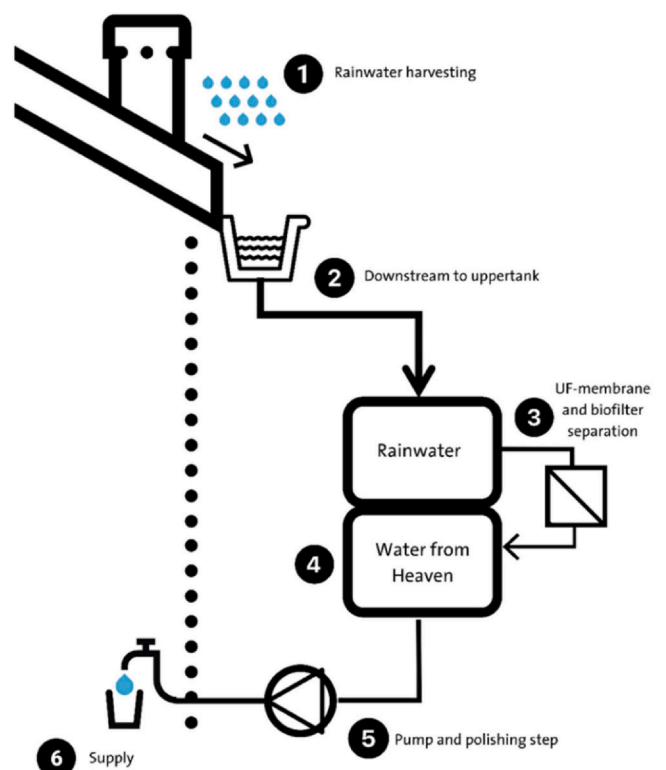 1 Rainwater harvesting
2 Downstream to uppertank
3 UF-membrane
and biofilter
separation
Rainwater
4 Water from
Heaven
5 Pump and polishing step
6 Supply